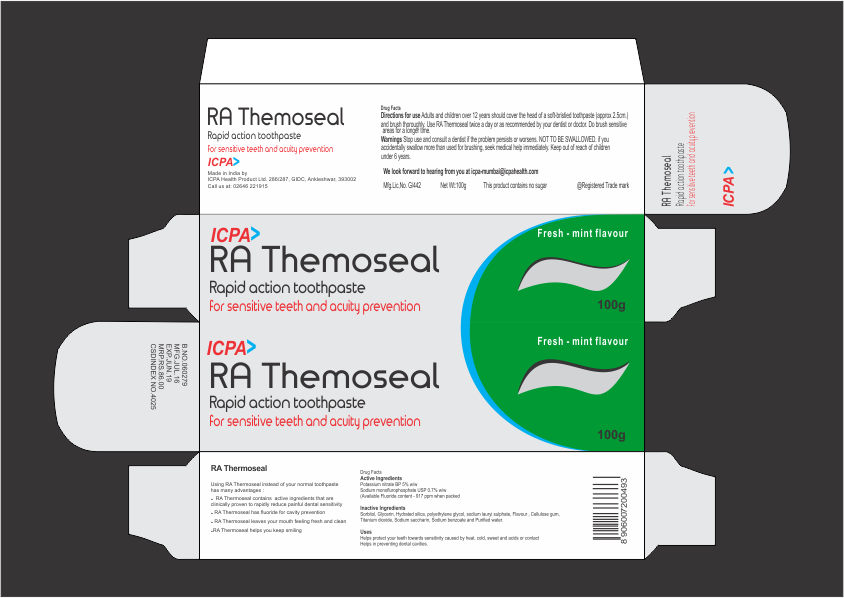 RA Themoseal
Rapid action toothpaste
for sensitive teeth and acuity prevention
ICPA>
Made in India by
ICPA Health Product Ltd. 286/287, GIDC, Ankleshwar, 393002
Call us at: 02646 221915
Drug Facts
Directions for use Adults and children over 12 years should cover the head of a soft-bristled toothpaste (approx 2.5cm.)
and brush thoroughly. Use RA Thermoseal twice a day or as recommended by your dentist or doctor. Do brush sensitive
areas for a longer time.
Warnings Stop use and consult a dentist if the problem persists or worsens. NOT TO BE SWALLOWED. if you
accidentally swallow more than used for brushing, seek medical help immediately. Keep out of reach of children
under 6 years.
We look forward to hearing from you at icpa-mumbai@icpahealth.com
Mfg.Lic.No. G/442 Net Wt:100g This product contains no sugar @Registered Trade mark
RA Themoseal
Rapid action toothpaste
for sensitive teeth and acuity prevention
ICPA >
ICPA>
RA Themoseal
Rapid action toothpaste
for sensitive teeth and acuity prevention
Fresh - mint flavour
100g
ICPA>
RA Themoseal
Rapid action toothpaste
for sensitive teeth and acuity prevention
Fresh - mint flavour
100g
B.NO.060279
MFG.JUL.16
EXP.JUN.19
MRP.RS.86.00
CSDINDEX NO.4025
RA Thermoseal
Using RA Thermoseal instead of your normal toothpaste
has many advantages :
- RA Thermoseal contains active ingredients that are
clinically proven to rapidly reduce painful dental sensitivity
- RA Thermoseal has fluoride for cavity prevention
- RA Thermoseal leaves your mouth feeling fresh and clean
-RA Thermoseal helps you keep smiling
Drug Facts
Active Ingredients
Potassium nitrate BP 5% w/w
Sodium monoflurophosphate USP 0.7% w/w
(Available Fluoride content - 917 ppm when packed
Inactive Ingredients
Sorbitol, Glycerin, Hydrated silica, polyethylene glycol, sodium lauryl sulphate, Flavour , Cellulose gum,
Titanium dioxide, Sodium saccharin, Sodium benzoate and Purified water.
Uses
Helps protect your teeth towards sensitivity caused by heat, cold, sweet and acids or contact
Helps in preventing dental cavities.
8 906007200493